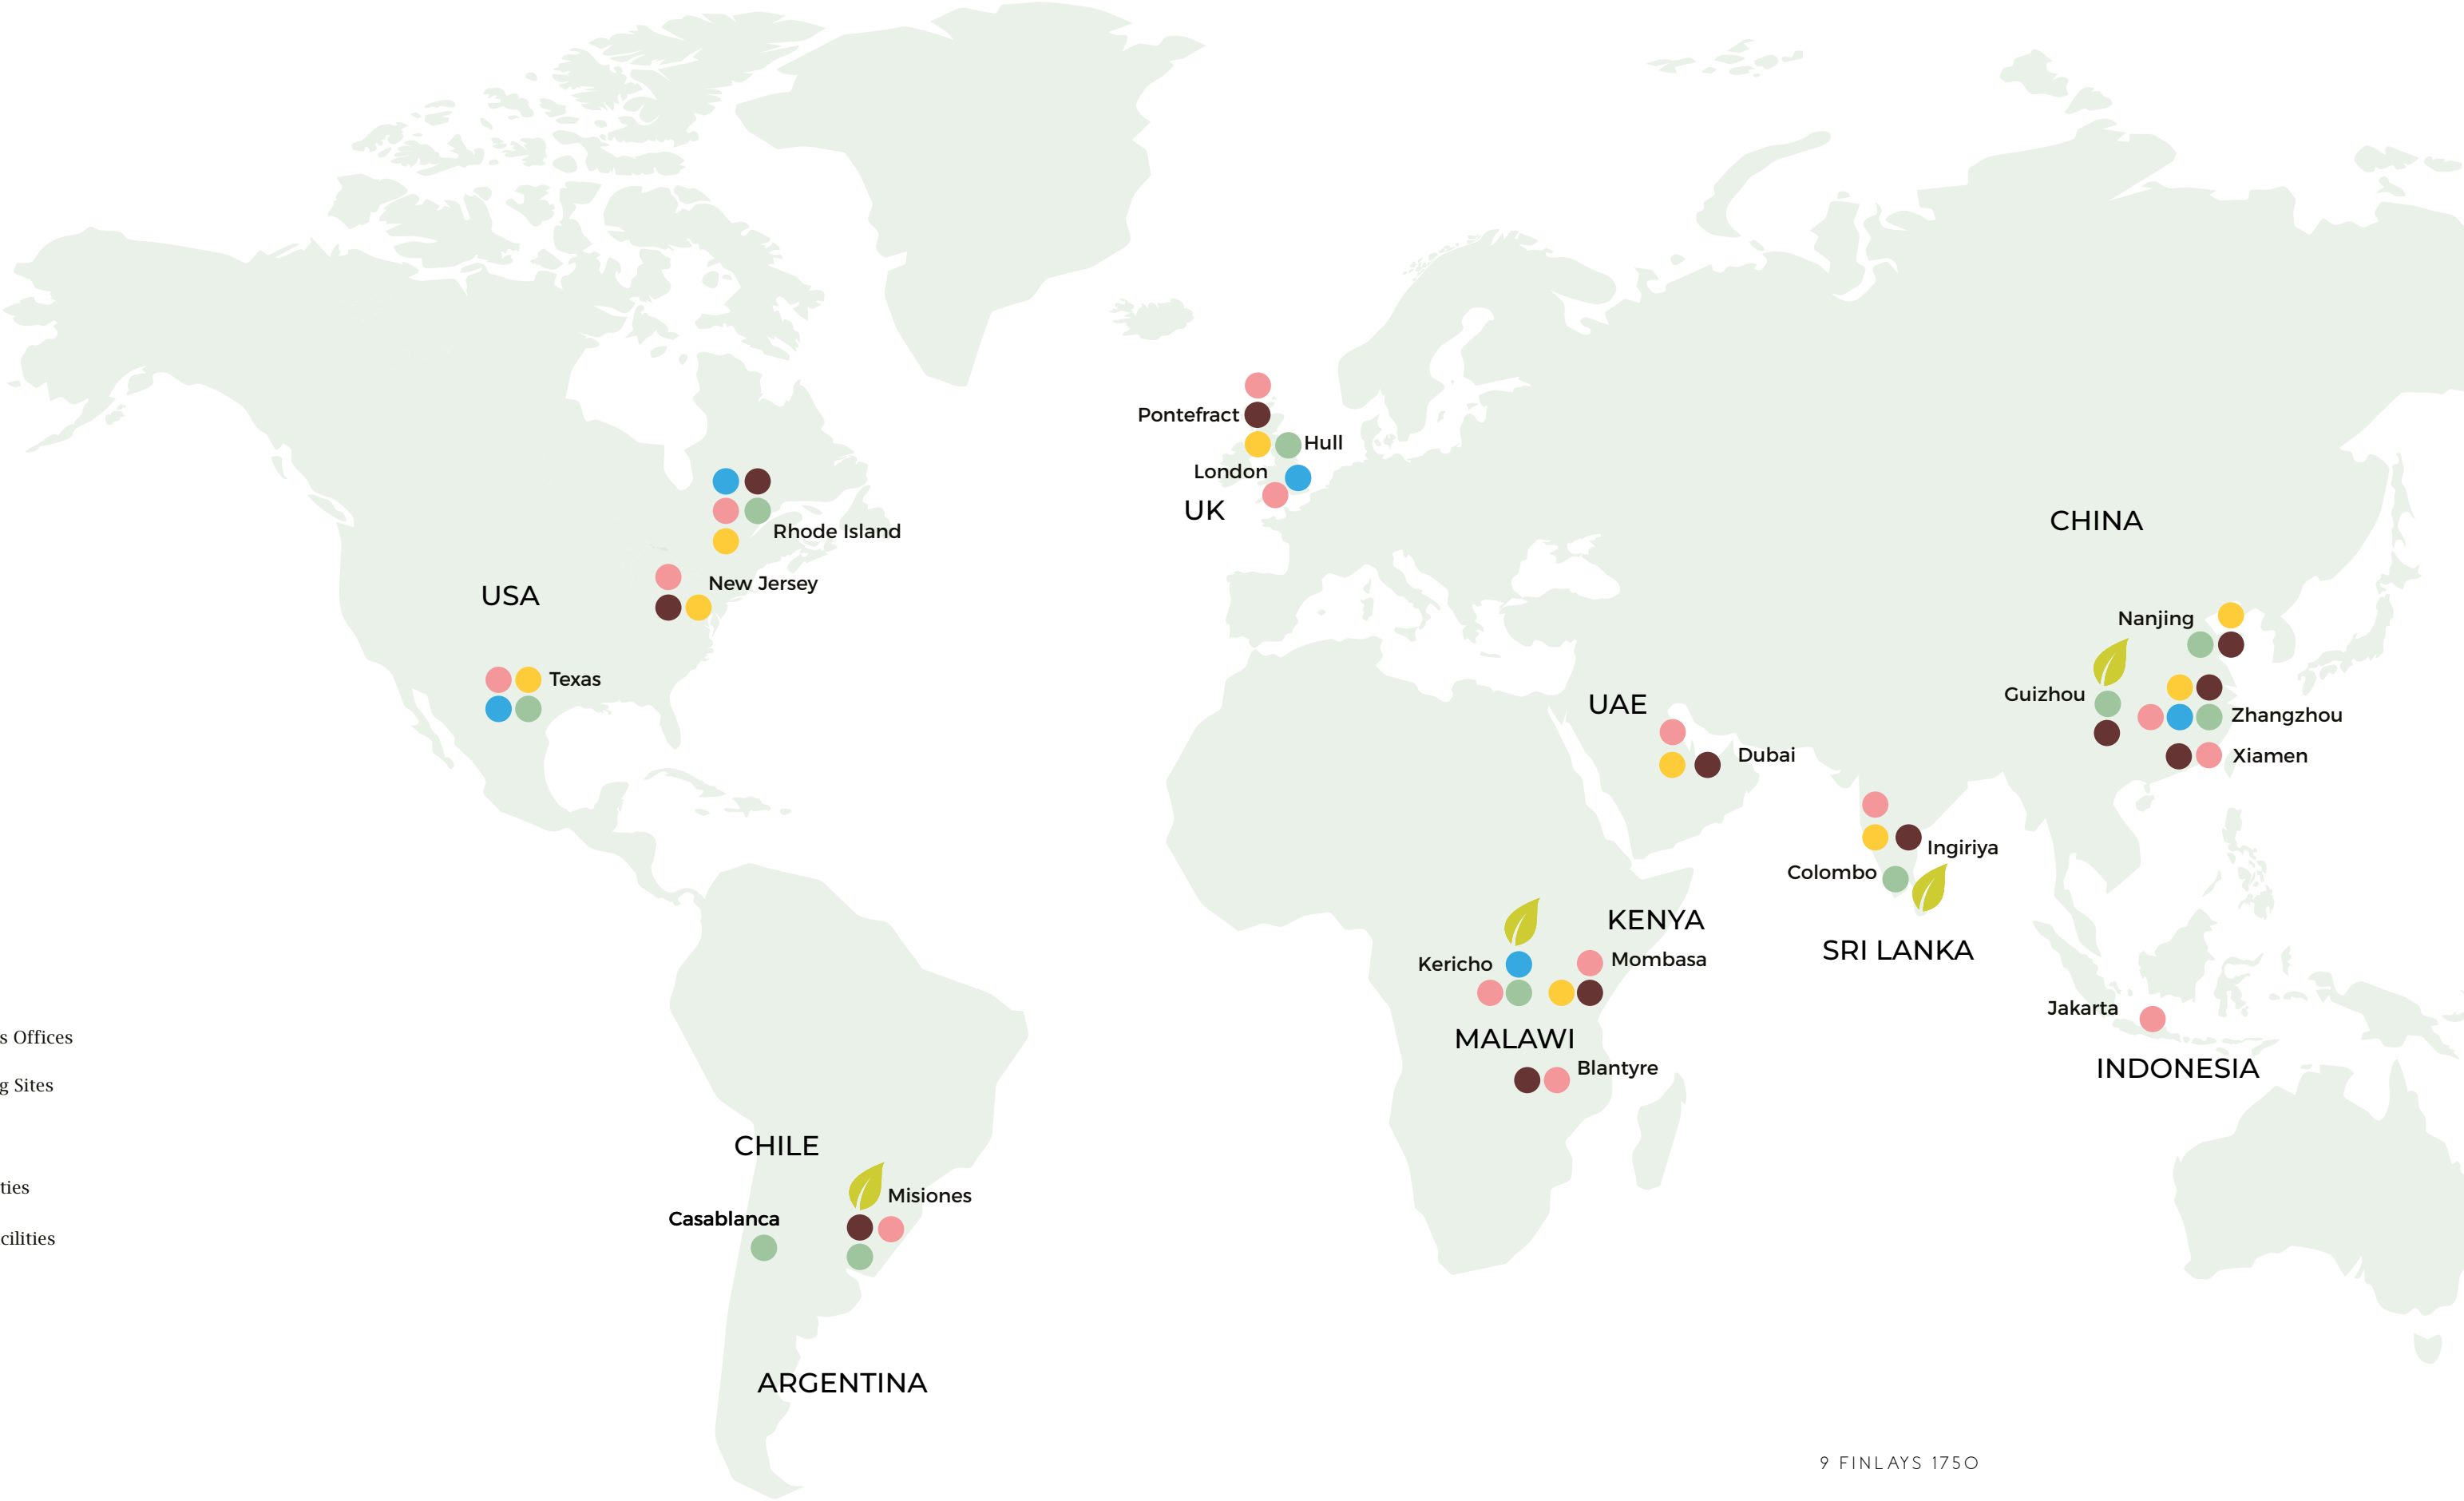 Pontefract
Hull
London
UK
Rhode Island
New Jersey
USA
Texas
CHINA
Nanjing
Guizhou
Zhangzhou
Xiamen
UAE
Dubai
Ingiriya
Colombo
SRI LANKA
KENYA
Kericho
Mombasa
MALAWI
Blantyre
Jakarta
INDONESIA
s Offices
g Sites
ties
cilities
CHILE
Misiones
Casablanca
ARGENTINA
9 FINLAYS 1750